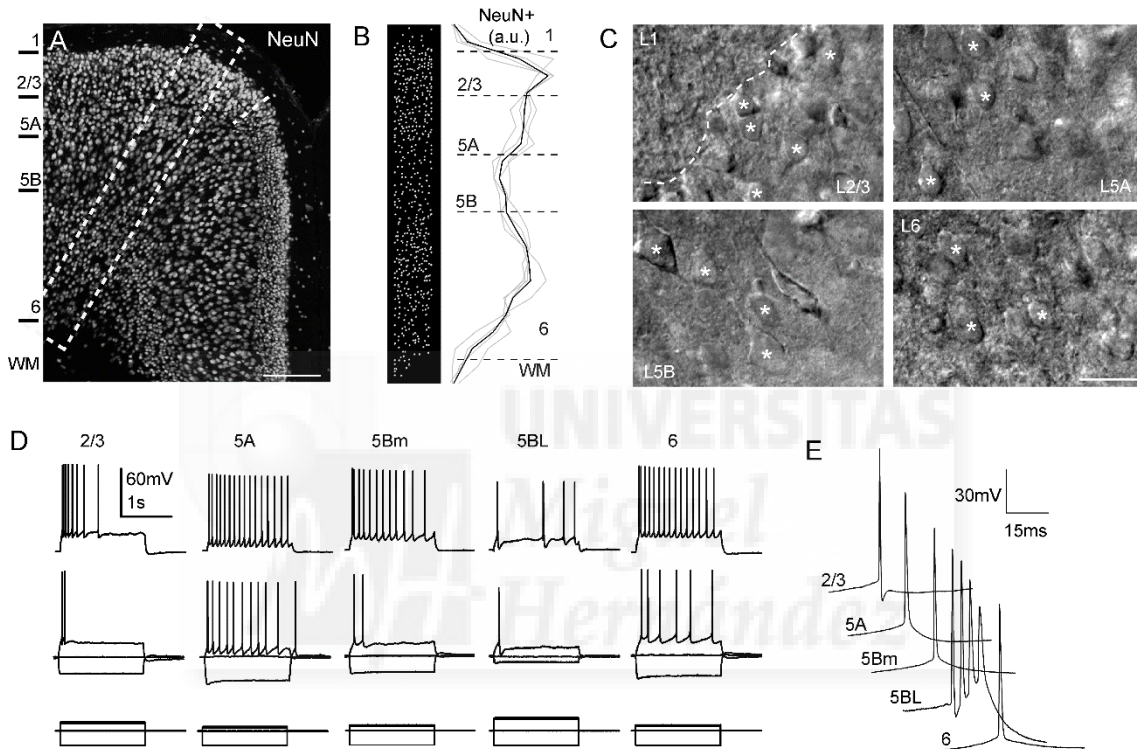 A
NeuN
1
2/3
5A
5B
6
WM
B
NeuN+
(a.u.)
1
2/3
5A
5B
6
WM
C
L1
L2/3
L5A
L5B
L6
UNIVERSITAS
Miguel
Hernández
D
2/3
5A
5Bm
5BL
6
60mV
1s
E
30mV
15ms
2/3
5A
5Bm
5BL
6